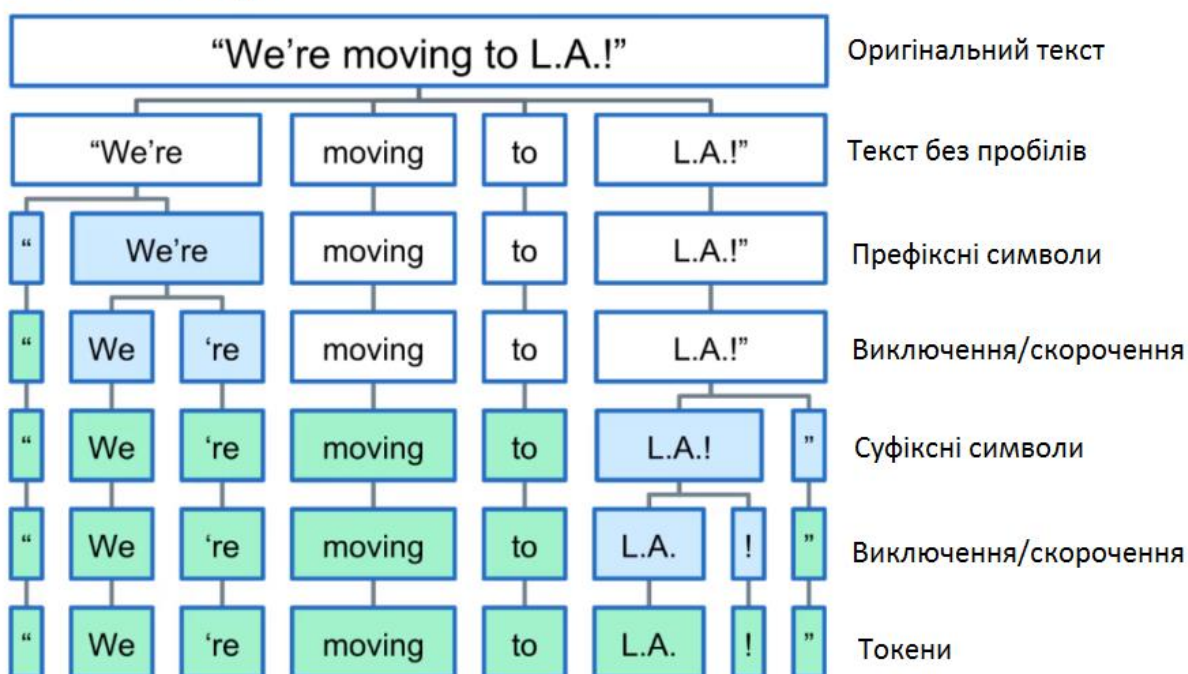 “We’re moving to L.A.!” Оригінальний текст
“We’re moving to L.A.!” Текст без пробілів
“ We’re moving to L.A.!” Префіксні символи
“ We ‘re moving to L.A.!” Виключення/скорочення
“ We ‘re moving to L.A.! ” Суфіксні символи
“ We ‘re moving to L.A. ! ” Виключення/скорочення
“ We ‘re moving to L.A. ! ” Токени